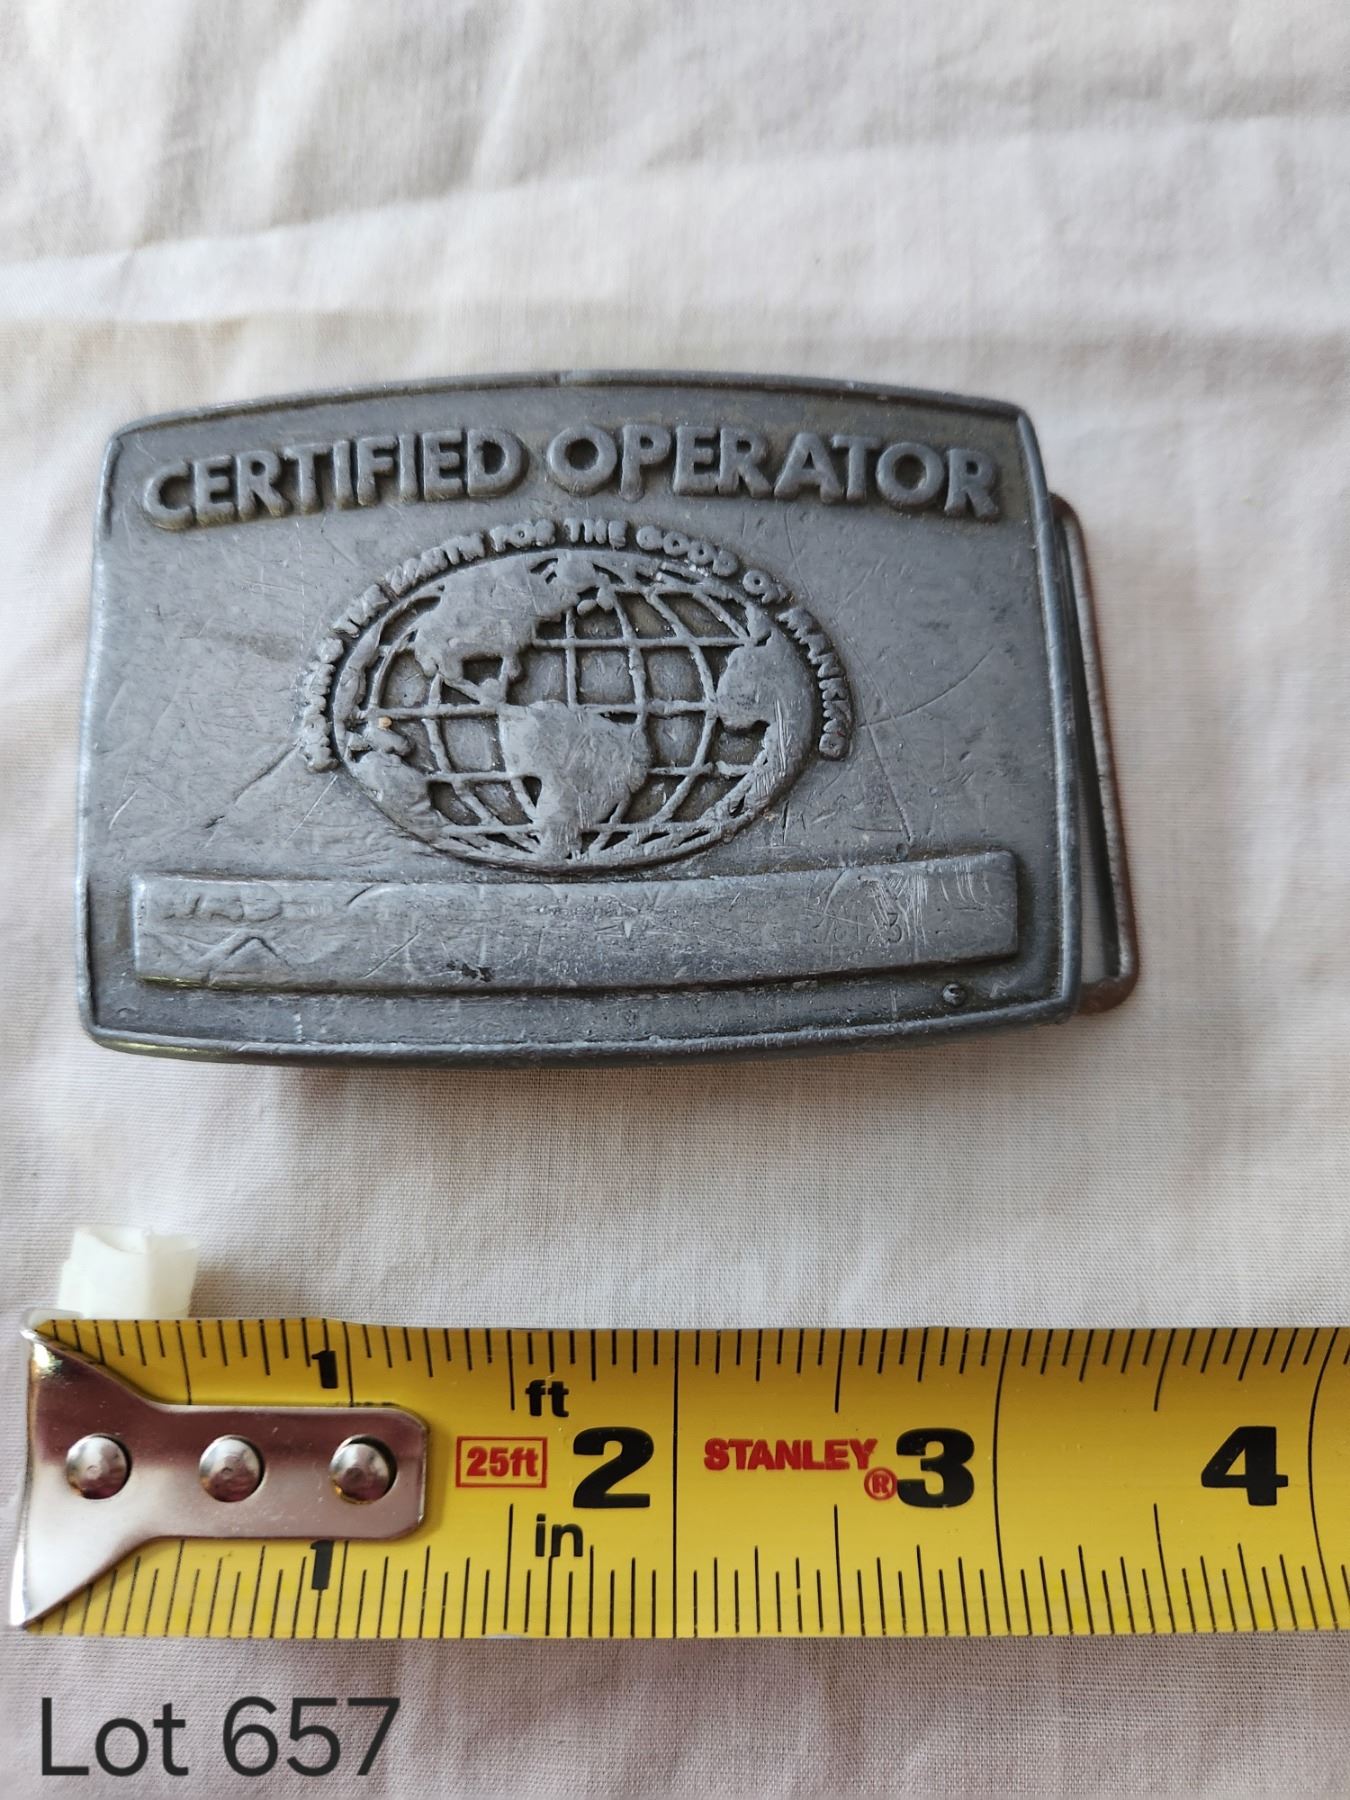 CERTIFIED OPERATOR
MOVING THE EARTH FOR THE GOOD OF MANKIND
1
ft
25ft
2
STANLEY®
3
4
in
1
Lot 657